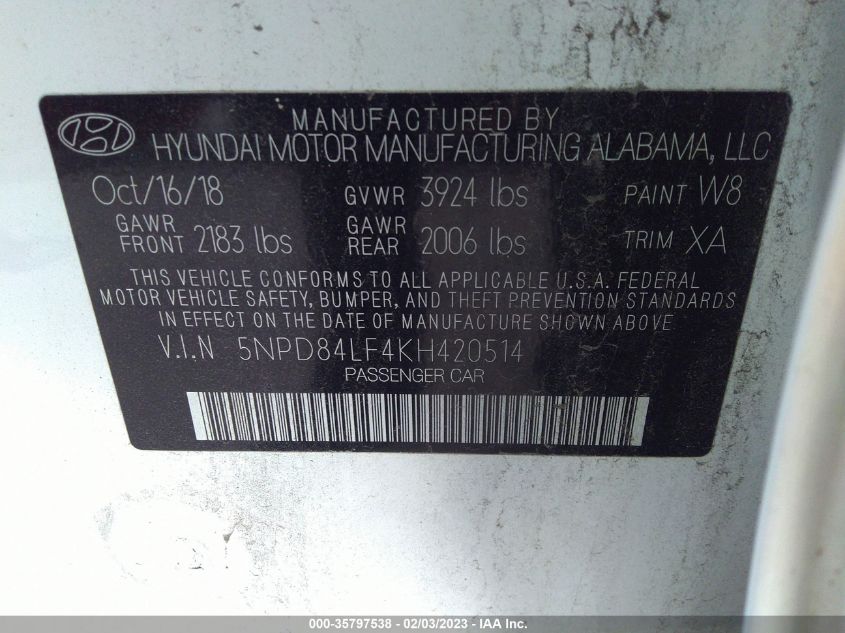 MANUFACTURED BY
HYUNDAI MOTOR MANUFACTURING ALABAMA, LLC
Oct/16/18 GVWR 3924 lbs PAINT W8
GAWR FRONT 2183 lbs GAWR REAR 2006 lbs TRIM XA
THIS VEHICLE CONFORMS TO ALL APPLICABLE U.S.A. FEDERAL
MOTOR VEHICLE SAFETY, BUMPER, AND THEFT PREVENTION STANDARDS
IN EFFECT ON THE DATE OF MANUFACTURE SHOWN ABOVE.
V.I.N 5NPD84LF4KH420514
PASSENGER CAR
000-35797538 - 02/03/2023 - © IAA Inc.